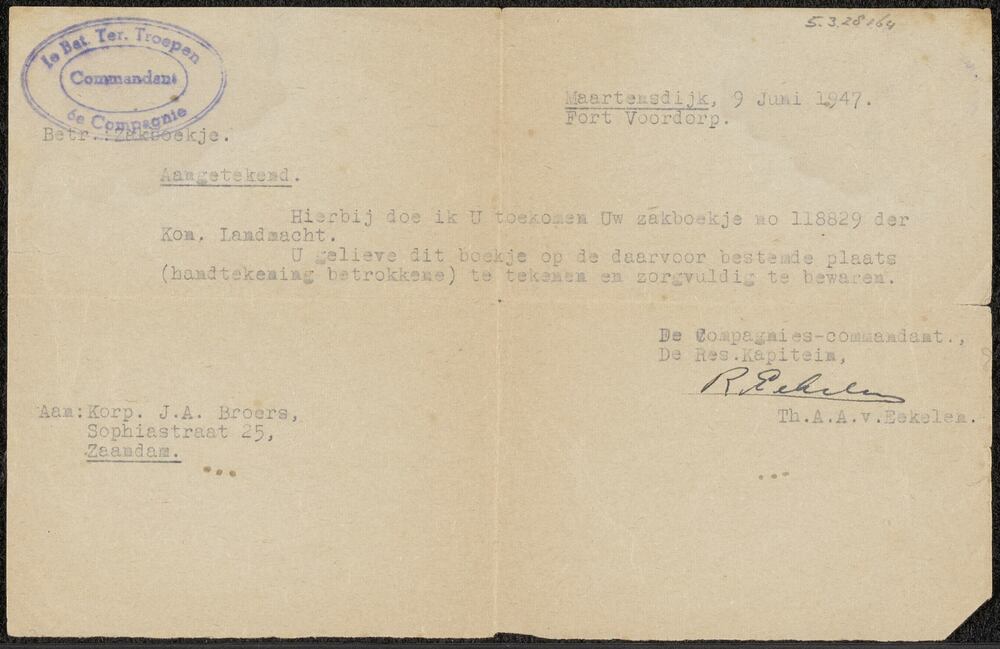 5.3.28164
1e Bat. Ter. Troepen
Commandant
6e Compagnie
Maartensdijk, 9 Juni 1947.
Fort Voordorp.
Betr.:Zakboekje.
Aangetekend.
Hierbij doe ik U toekomen Uw zakboekje no 118829 der
Kon. Landmacht.
U gelieve dit boekje op de daarvoor bestemde plaats
(handtekening betrokkene) te tekenen en zorgvuldig te bewaren.
De Compagnies-commandant.,
De Res.Kapitein,
R Eekelen
Th.A.A.v.Eekelen.
Aan:Korp. J.A. Broers,
Sophiastraat 25,
Zaandam.